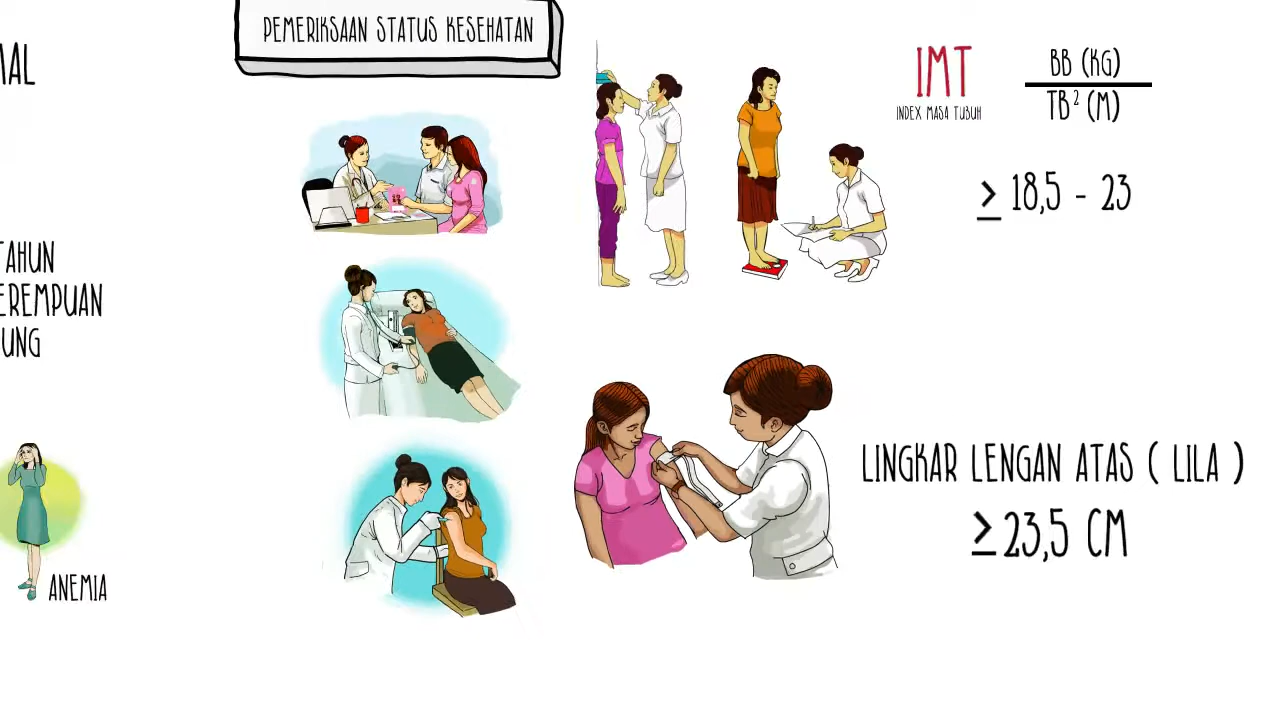 PEMERIKSAAN STATUS KESEHATAN
MAL
IMT
INDEX MASA TUBUH
BB (KG)
TB² (M)
≥ 18,5 - 23
TAHUN
EREMPUAN
UNG
LINGKAR LENGAN ATAS ( LILA )
≥ 23,5 CM
ANEMIA